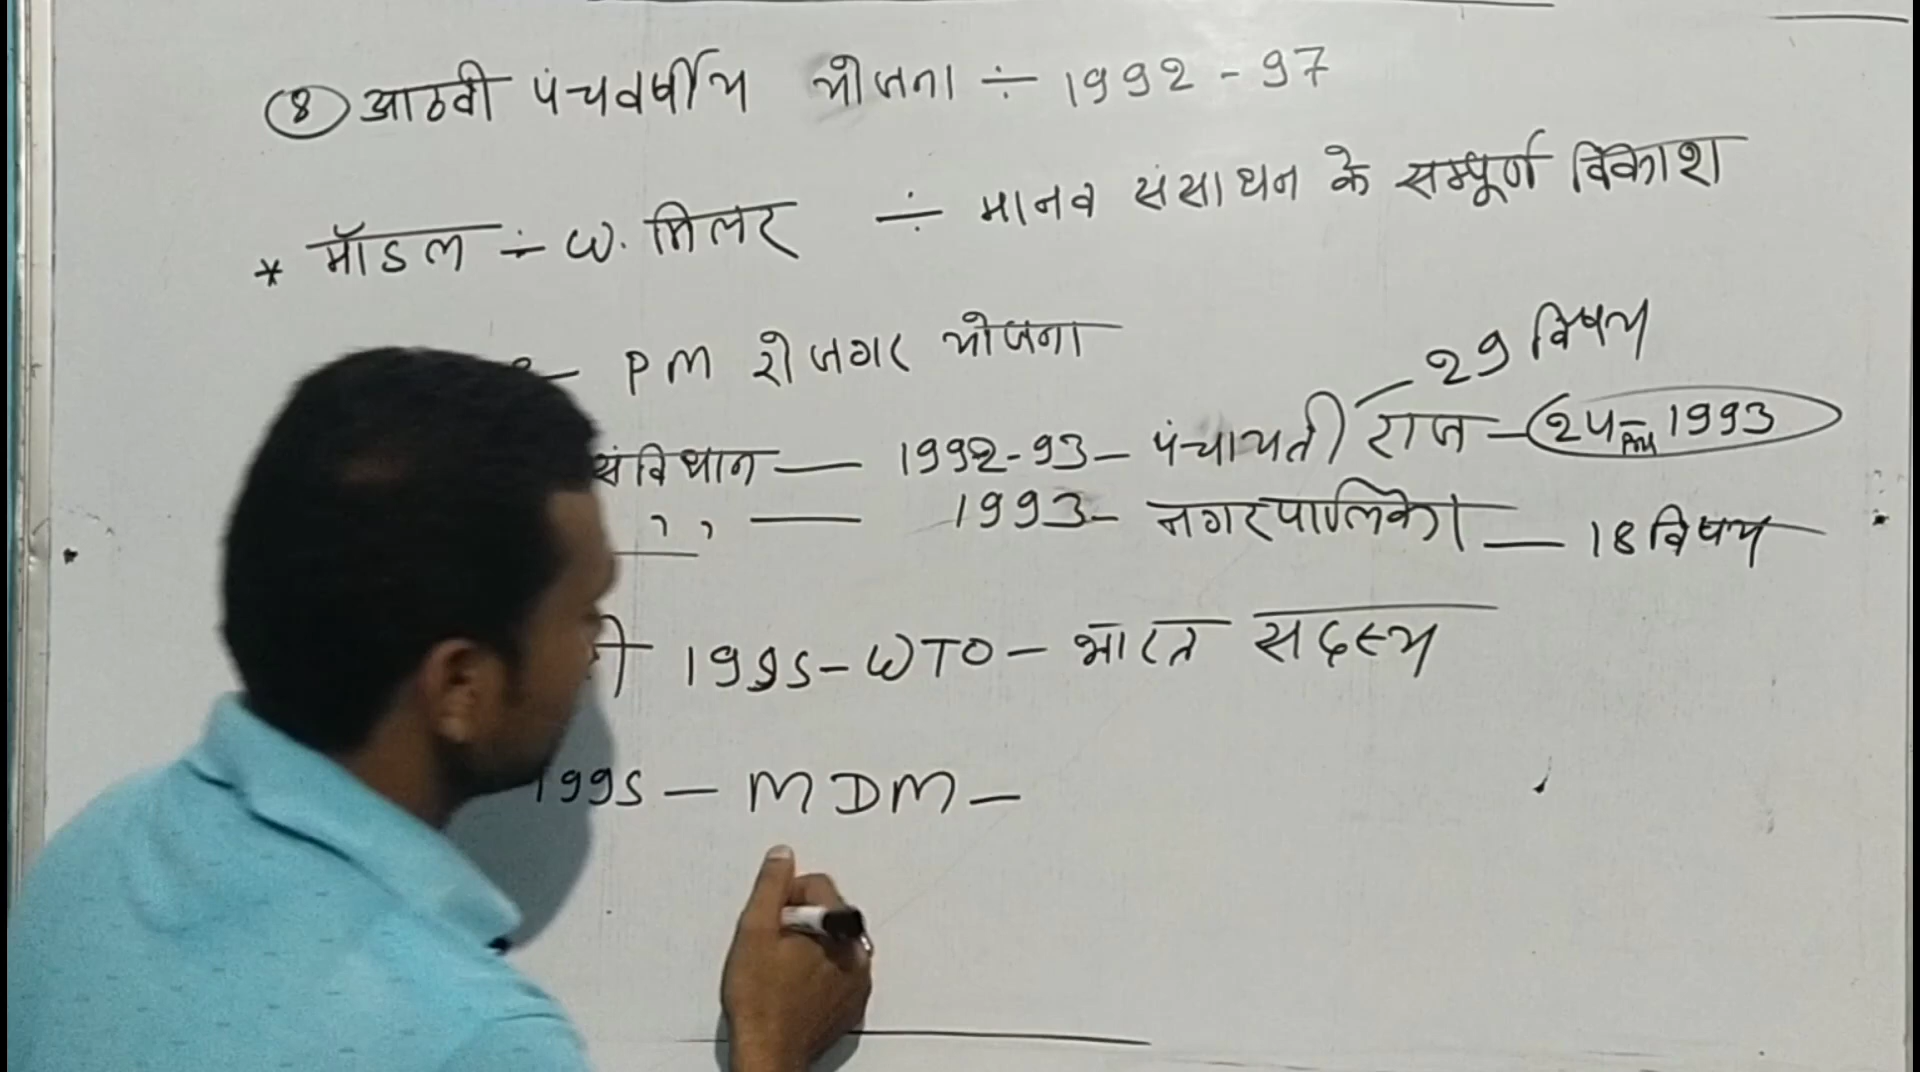 ⑧ आठवी पंचवर्षीय योजना ÷ 1992 - 97
* मॉडल ÷ W. मिलर ÷ मानव संसाधन के सम्पूर्ण विकाश
PM रोजगार योजना
29 विषय
संविधान — 1992-93 - पंचायती राज - 24 1993
,, — 1993 - नगरपालिका — 18 विषय
1995 - WTO - भारत सदस्य
1995 - MDM -